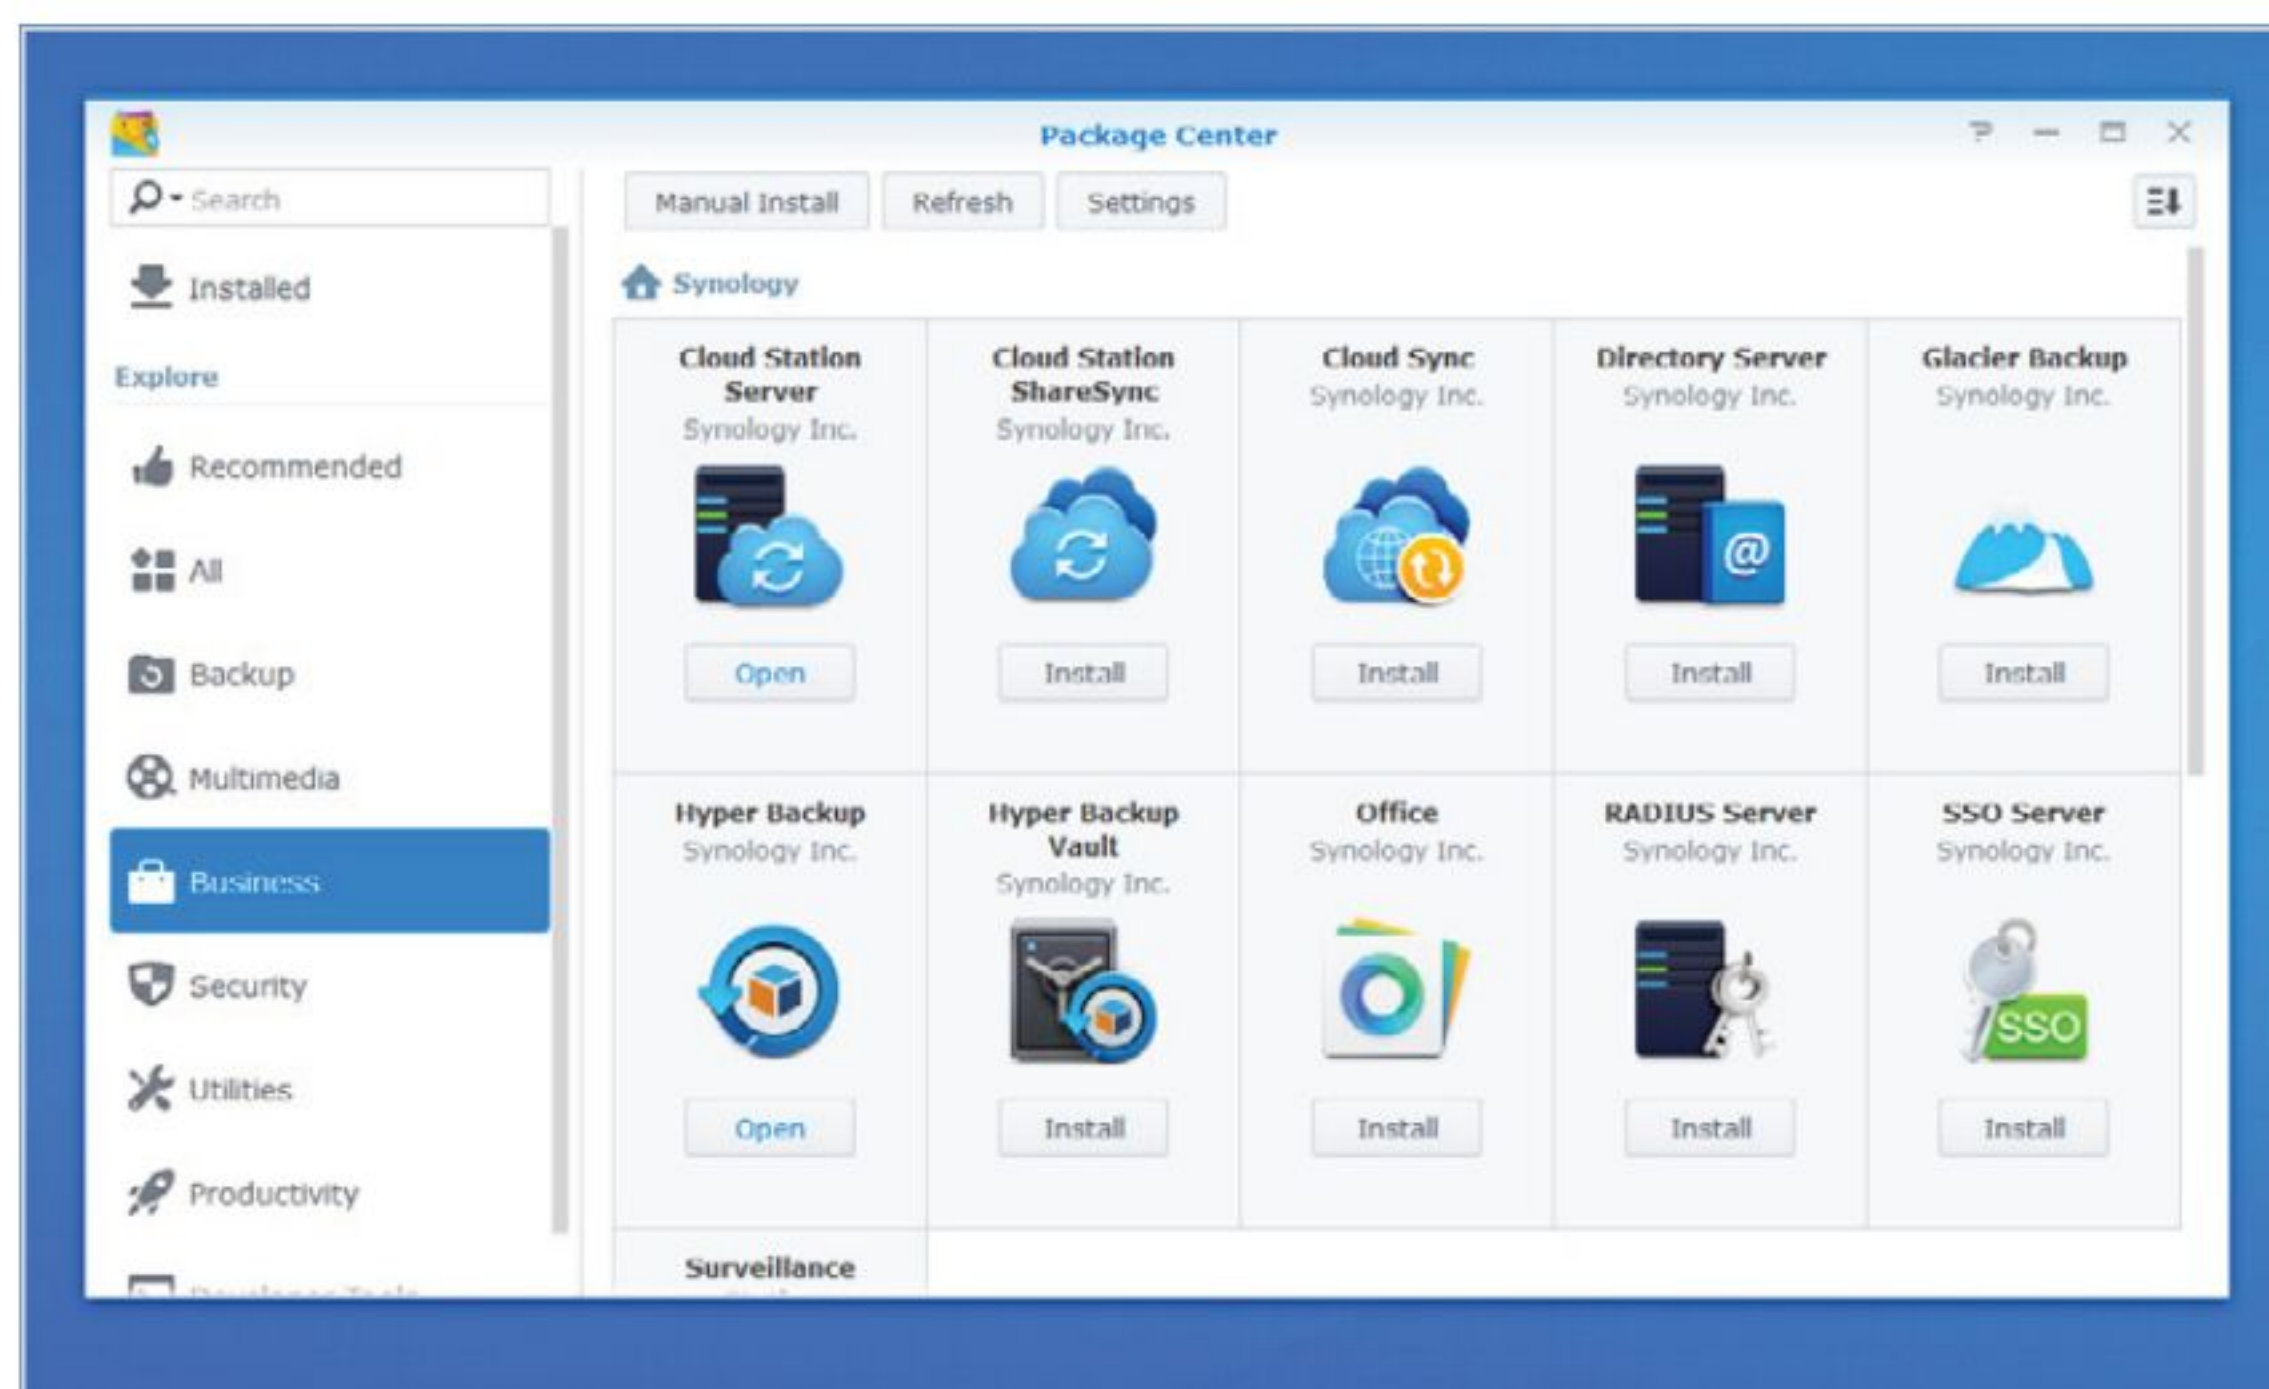 Package Center
Search
Manual Install
Refresh
Settings
Installed
Synology
Explore
Recommended
All
Backup
Multimedia
Business
Security
Utilities
Productivity
Developer Tools
Cloud Station
Server
Synology Inc.
Open
Cloud Station
ShareSync
Synology Inc.
Install
Cloud Sync
Synology Inc.
Install
Directory Server
Synology Inc.
@
Install
Glacier Backup
Synology Inc.
Install
Hyper Backup
Synology Inc.
Open
Hyper Backup
Vault
Synology Inc.
Install
Office
Synology Inc.
Install
RADIUS Server
Synology Inc.
Install
SSO Server
Synology Inc.
SSO
Install
Surveillance